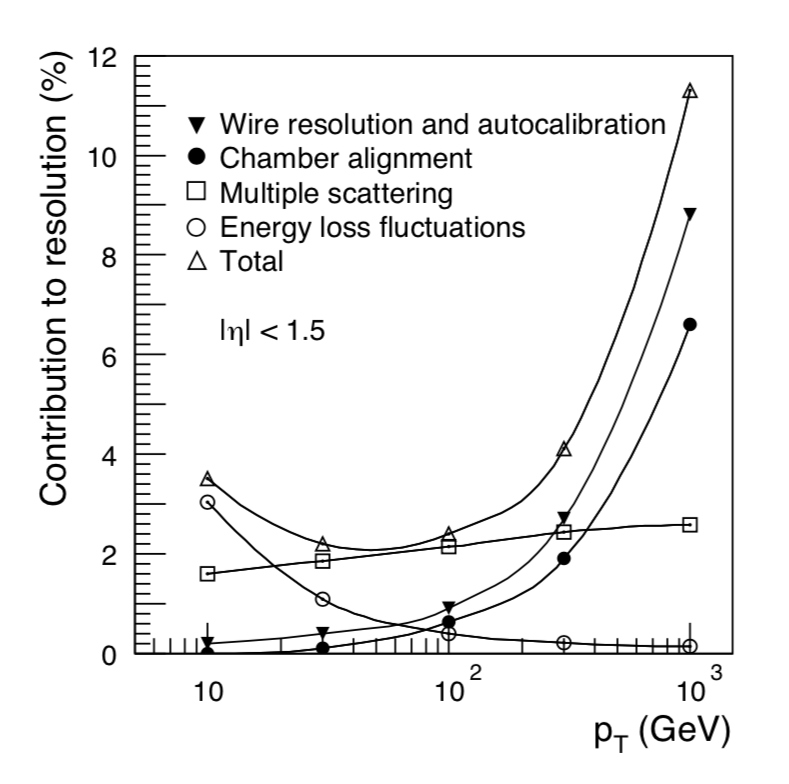 Contribution to resolution (%)
12
10
8
6
4
2
0
Wire resolution and autocalibration
Chamber alignment
Multiple scattering
Energy loss fluctuations
Total
|η| < 1.5
10 10² 10³
p_T (GeV)